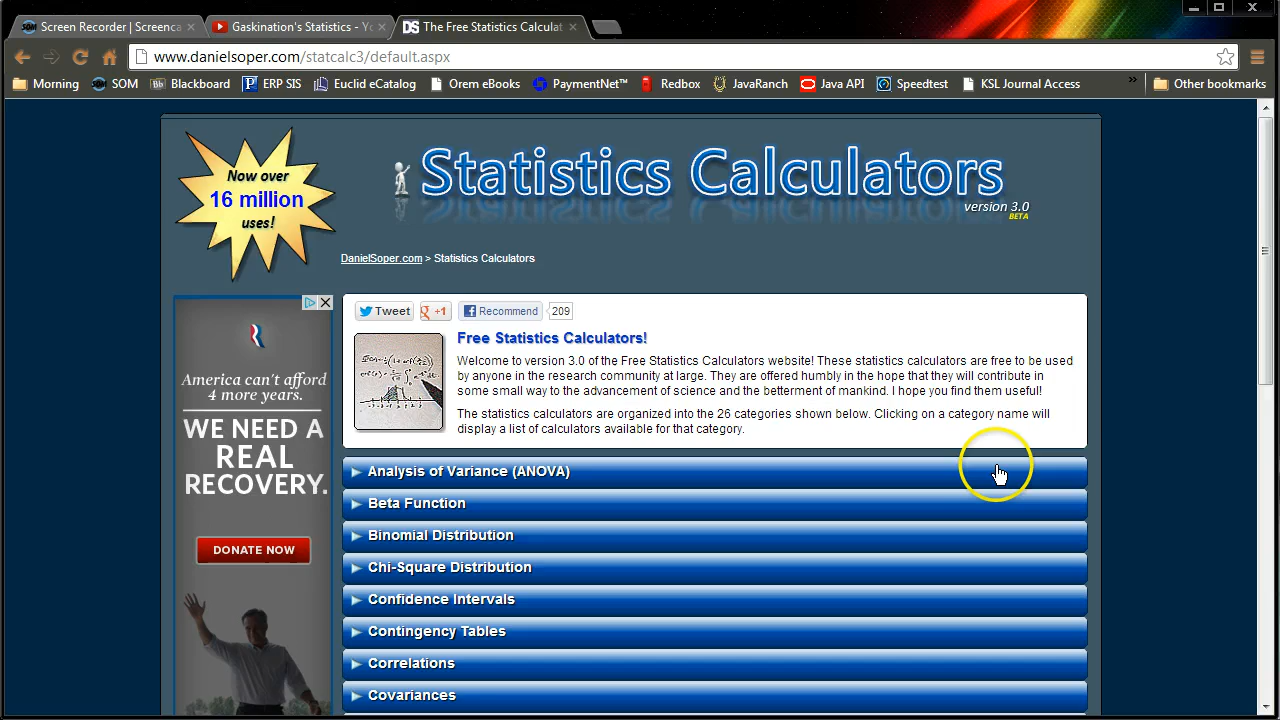 Screen Recorder | Screenca
Gaskination's Statistics - Yo
DS The Free Statistics Calculat
www.danielsoper.com/statcalc3/default.aspx
Morning
SOM
Bb Blackboard
P ERP SIS
Euclid eCatalog
Orem eBooks
PaymentNet™
Redbox
JavaRanch
Java API
Speedtest
KSL Journal Access
»
Other bookmarks
Now over
16 million
uses!
Statistics Calculators
version 3.0
BETA
DanielSoper.com > Statistics Calculators
Tweet
g +1
Recommend
209
Free Statistics Calculators!
Welcome to version 3.0 of the Free Statistics Calculators website! These statistics calculators are free to be used
by anyone in the research community at large. They are offered humbly in the hope that they will contribute in
some small way to the advancement of science and the betterment of mankind. I hope you find them useful!
The statistics calculators are organized into the 26 categories shown below. Clicking on a category name will
display a list of calculators available for that category.
America can't afford
4 more years.
WE NEED A
REAL
RECOVERY.
DONATE NOW
Analysis of Variance (ANOVA)
Beta Function
Binomial Distribution
Chi-Square Distribution
Confidence Intervals
Contingency Tables
Correlations
Covariances